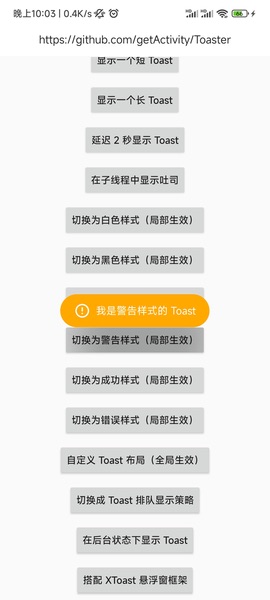 晚上10:03 | 0.4K/s
https://github.com/getActivity/Toaster
显示一个短 Toast
显示一个长 Toast
延迟 2 秒显示 Toast
在子线程中显示吐司
切换为白色样式（局部生效）
切换为黑色样式（局部生效）
我是警告样式的 Toast
切换为警告样式（局部生效）
切换为成功样式（局部生效）
切换为错误样式（局部生效）
自定义 Toast 布局（全局生效）
切换成 Toast 排队显示策略
在后台状态下显示 Toast
搭配 XToast 悬浮窗框架